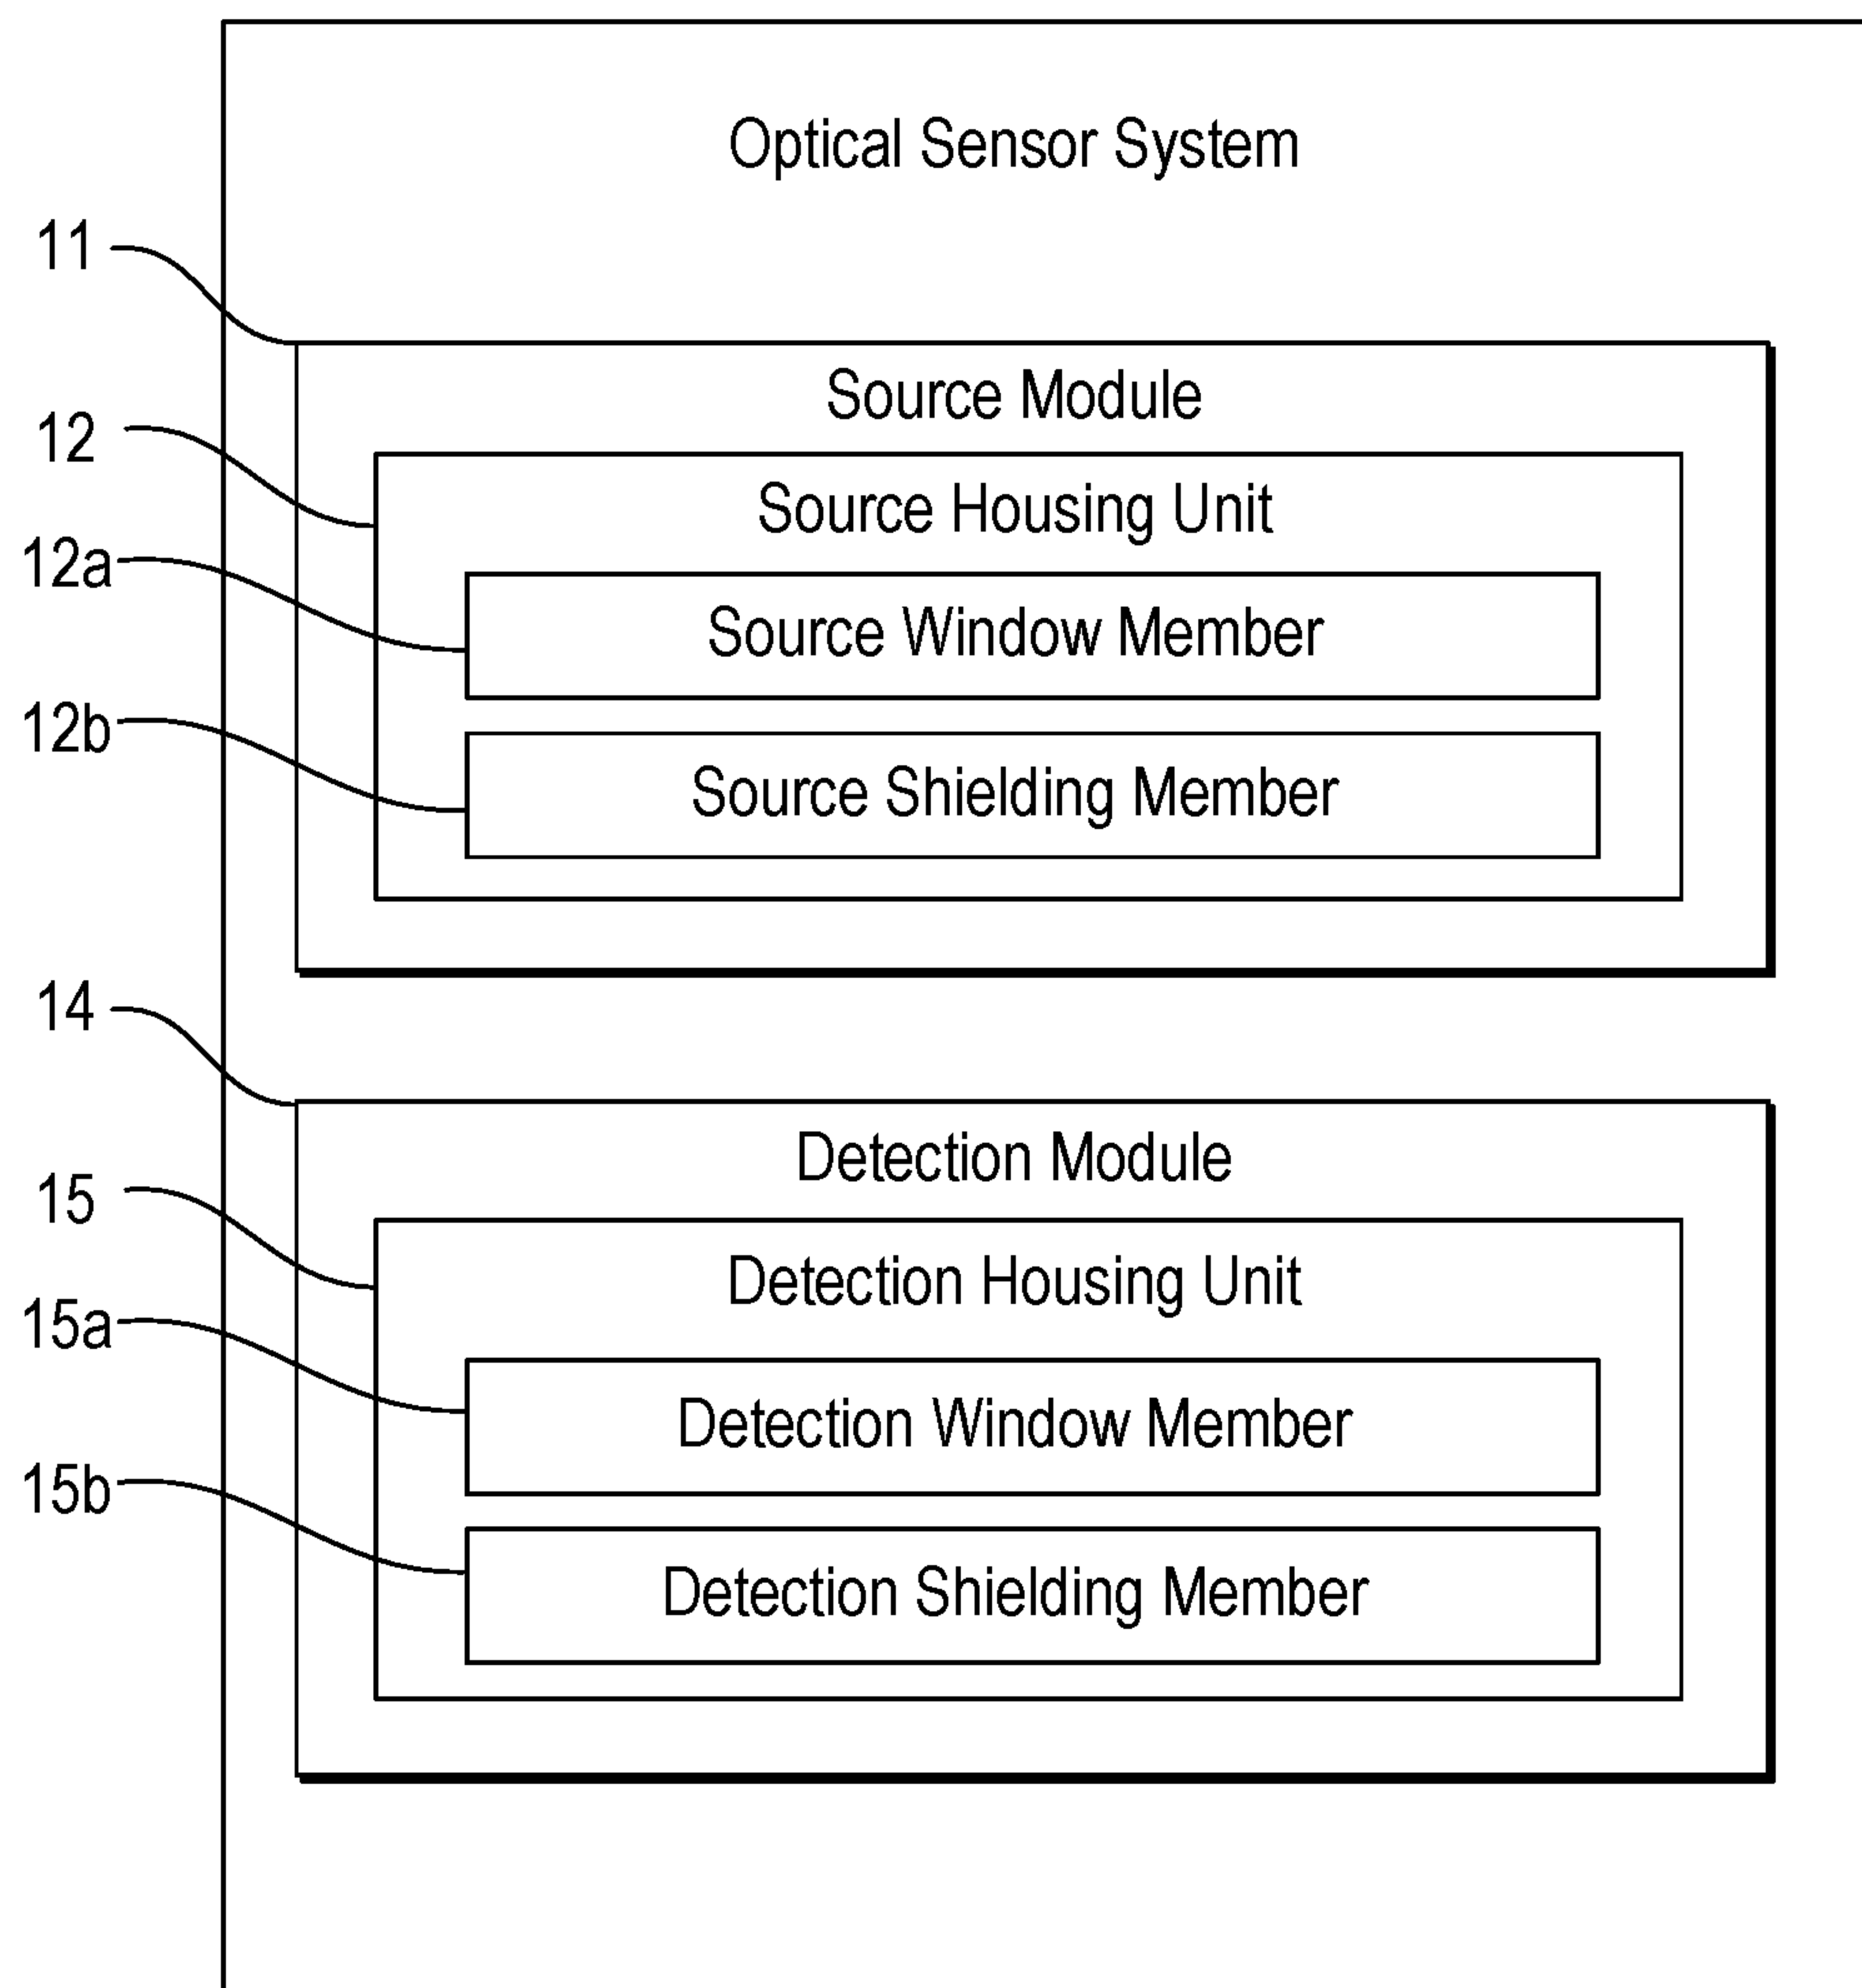 Optical Sensor System
11
Source Module
12
Source Housing Unit
12a
Source Window Member
12b
Source Shielding Member
14
Detection Module
15
Detection Housing Unit
15a
Detection Window Member
15b
Detection Shielding Member